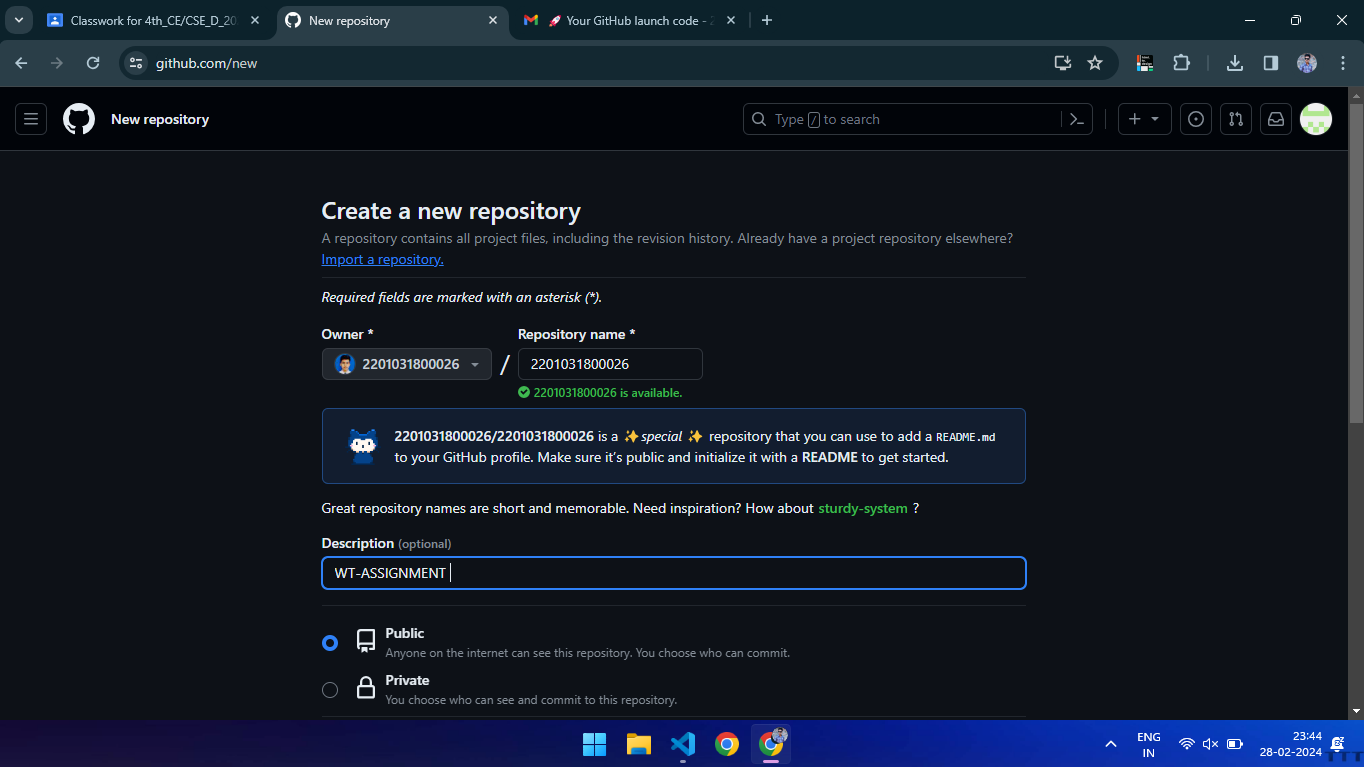 Classwork for 4th_CE/CSE_D_20
New repository
🚀 Your GitHub launch code - 2
github.com/new
New repository
Type / to search
Create a new repository
A repository contains all project files, including the revision history. Already have a project repository elsewhere?
Import a repository.
Required fields are marked with an asterisk (*).
Owner * Repository name *
2201031800026 / 2201031800026
2201031800026 is available.
2201031800026/2201031800026 is a ✨special ✨ repository that you can use to add a README.md
to your GitHub profile. Make sure it's public and initialize it with a README to get started.
Great repository names are short and memorable. Need inspiration? How about sturdy-system ?
Description (optional)
WT-ASSIGNMENT
Public
Anyone on the internet can see this repository. You choose who can commit.
Private
You choose who can see and commit to this repository.
ENG
IN
23:44
28-02-2024